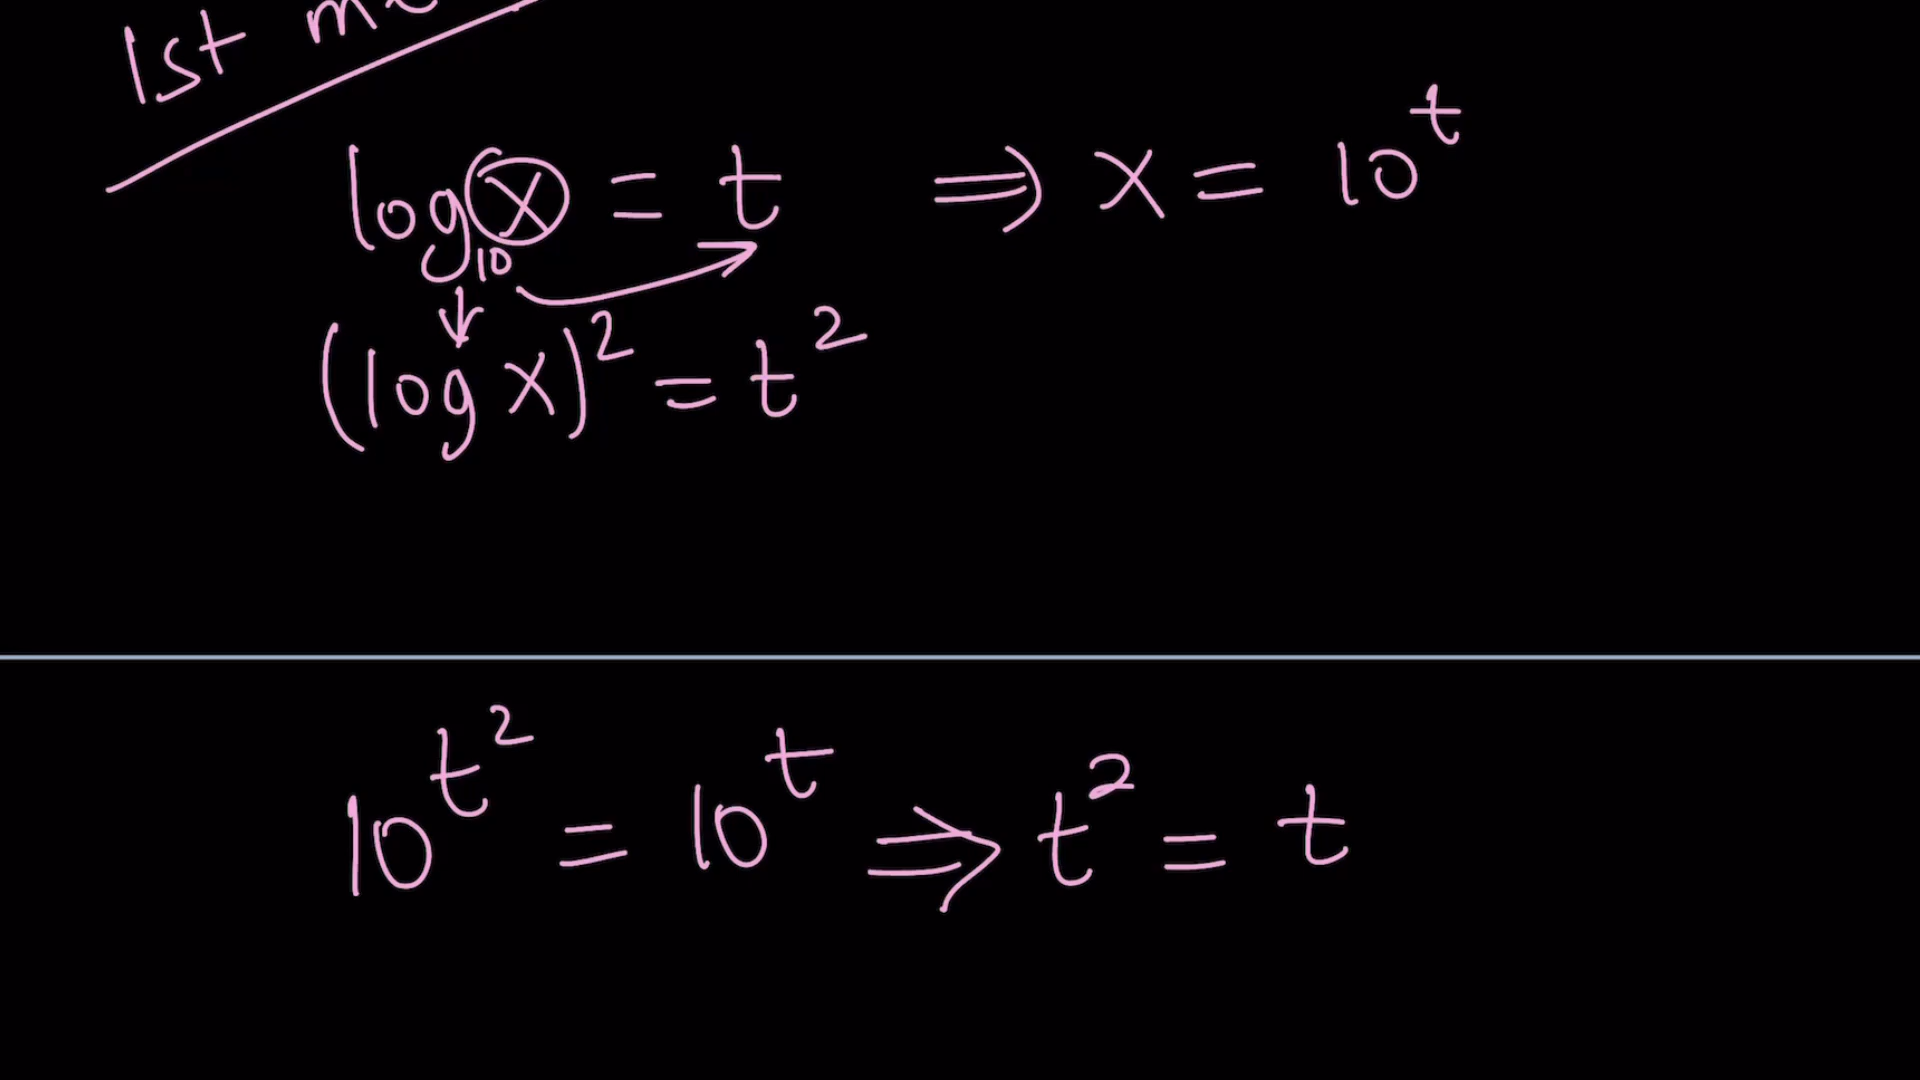 1st
log₁₀ x = t ⇒ x = 10^t
(log x)² = t²
10^t² = 10^t ⇒ t² = t